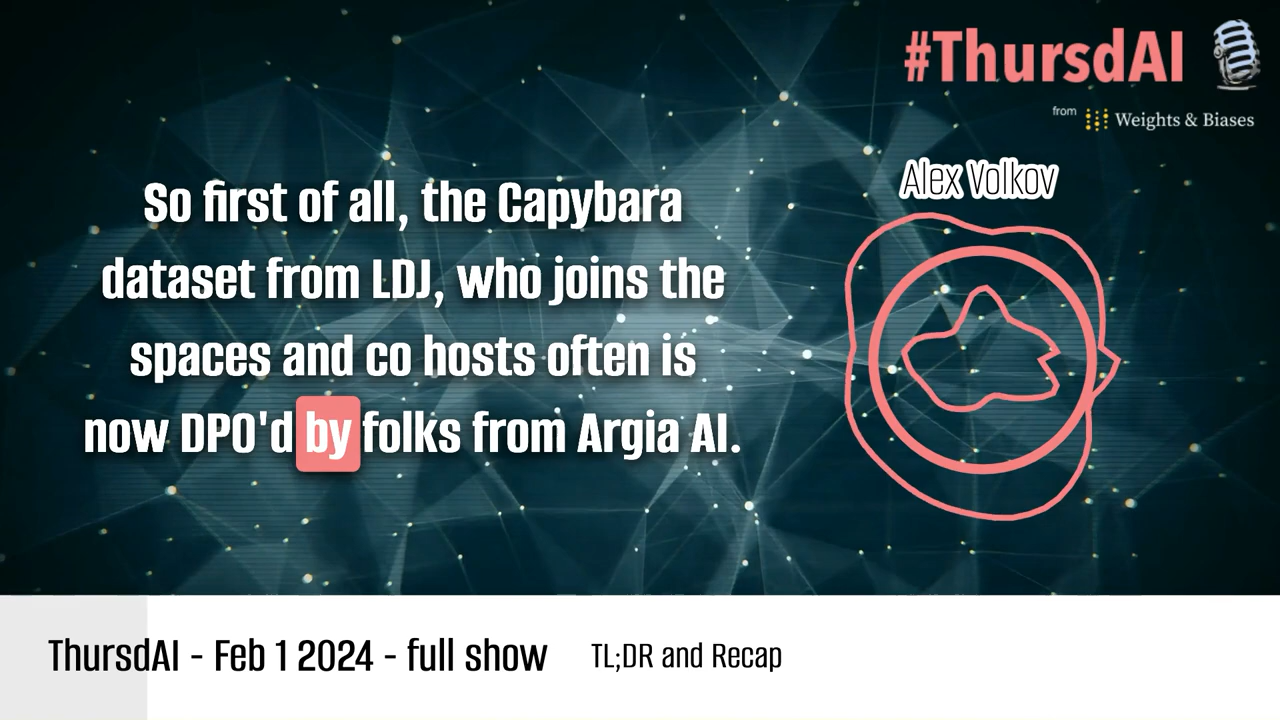 #ThursdAI
from Weights & Biases
Alex Volkov
So first of all, the Capybara
dataset from LDJ, who joins the
spaces and co hosts often is
now DPO'd by folks from Argia AI.
ThursdAI - Feb 1 2024 - full show TL;DR and Recap